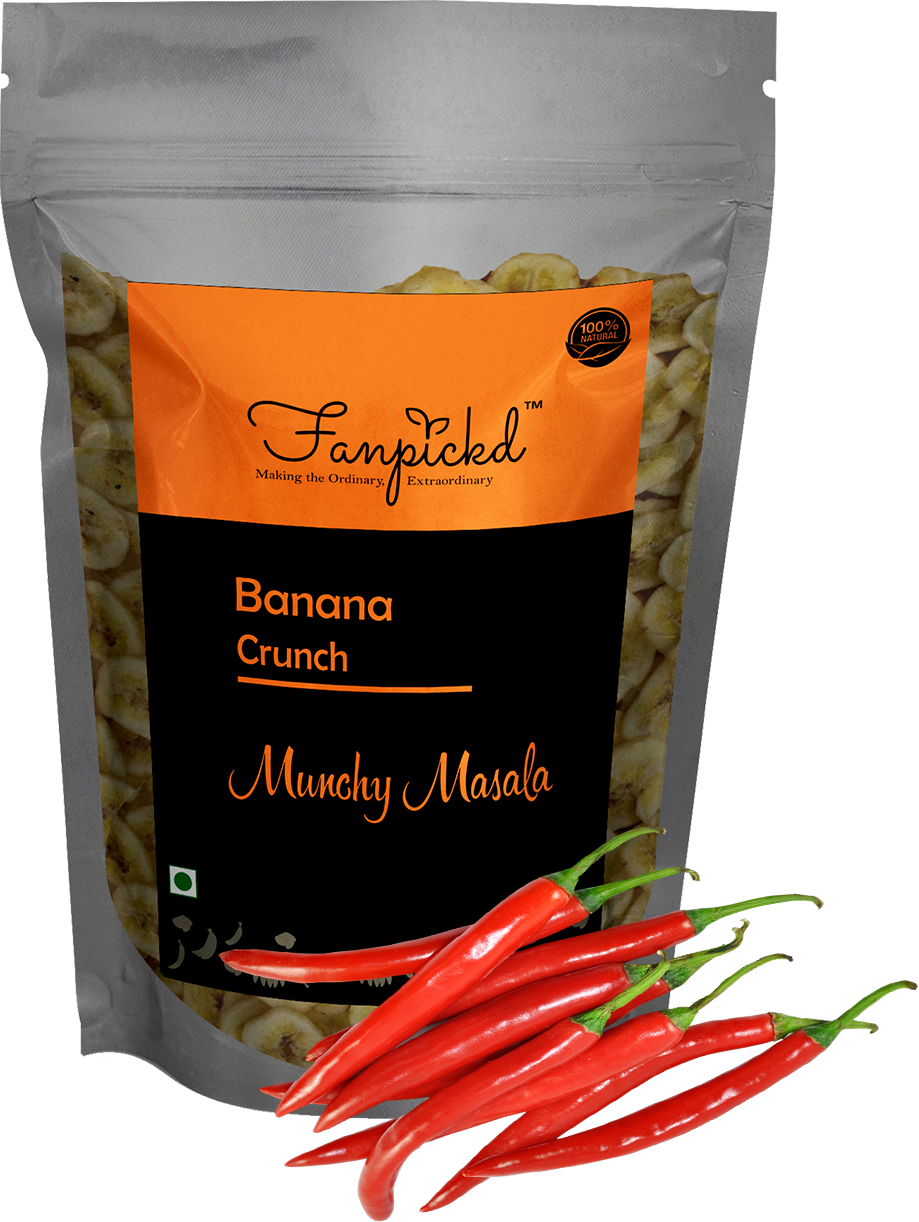 100%
NATURAL
Fanpickd™
Making the Ordinary, Extraordinary
Banana
Crunch
Munchy Masala